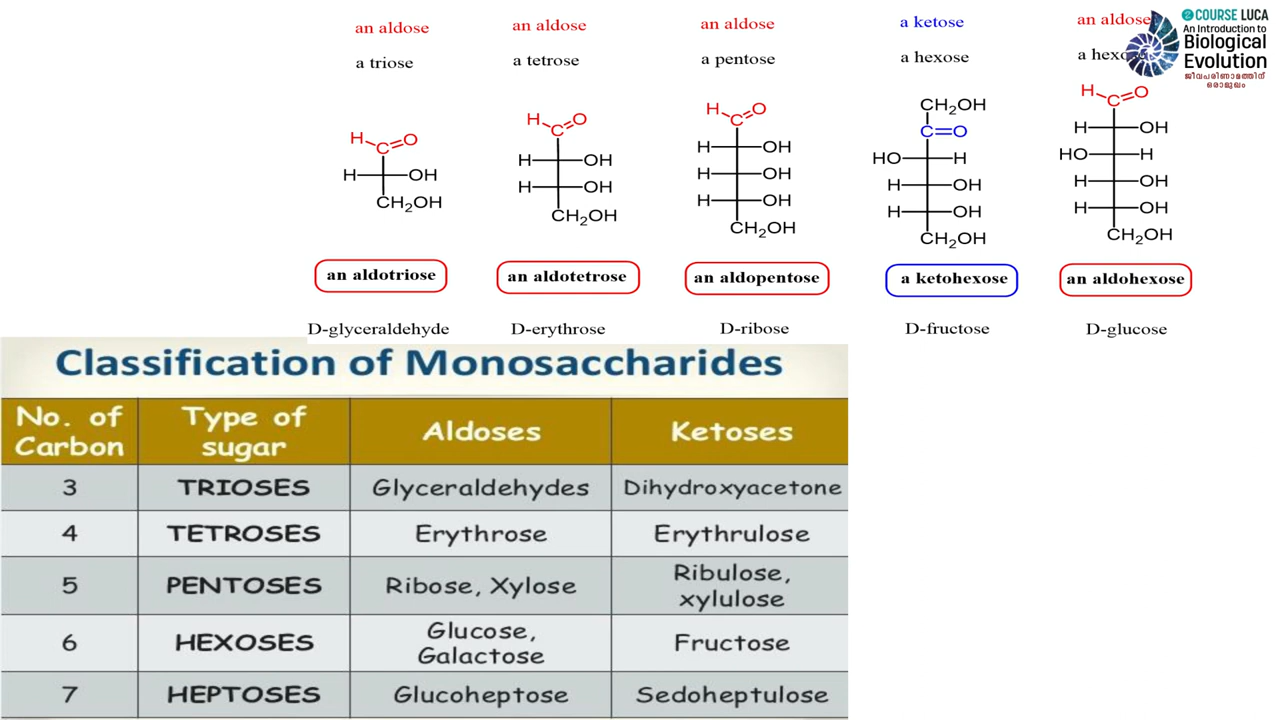 an aldose
an aldose
an aldose
a ketose
an aldose
COURSE LUCA
An Introduction to
Biological
Evolution
ജീവപരിണാമത്തിന്
ഒരാമുഖം
a triose
a tetrose
a pentose
a hexose
H C=O
H OH
CH2OH
H C=O
H OH
H OH
CH2OH
H C=O
H OH
H OH
H OH
CH2OH
CH2OH
C=O
HO H
H OH
H OH
CH2OH
H C=O
H OH
HO H
H OH
H OH
CH2OH
an aldotriose
an aldotetrose
an aldopentose
a ketohexose
an aldohexose
D-glyceraldehyde
D-erythrose
D-ribose
D-fructose
D-glucose
Classification of Monosaccharides
No. of Carbon Type of sugar Aldoses Ketoses
3 TRIOSES Glyceraldehydes Dihydroxyacetone
4 TETROSES Erythrose Erythrulose
5 PENTOSES Ribose, Xylose Ribulose, xylulose
6 HEXOSES Glucose, Galactose Fructose
7 HEPTOSES Glucoheptose Sedoheptulose